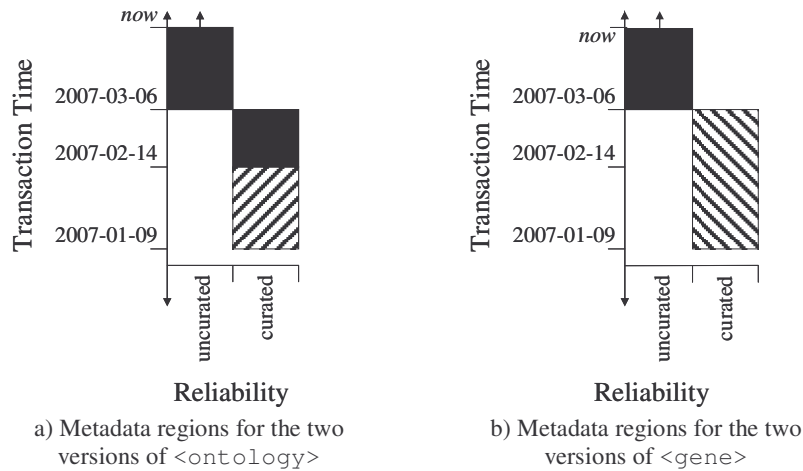 now
2007-03-06
2007-02-14
2007-01-09
Transaction Time
uncurated
curated
Reliability
a) Metadata regions for the two
versions of <ontology>
now
2007-03-06
2007-02-14
2007-01-09
Transaction Time
uncurated
curated
Reliability
b) Metadata regions for the two
versions of <gene>